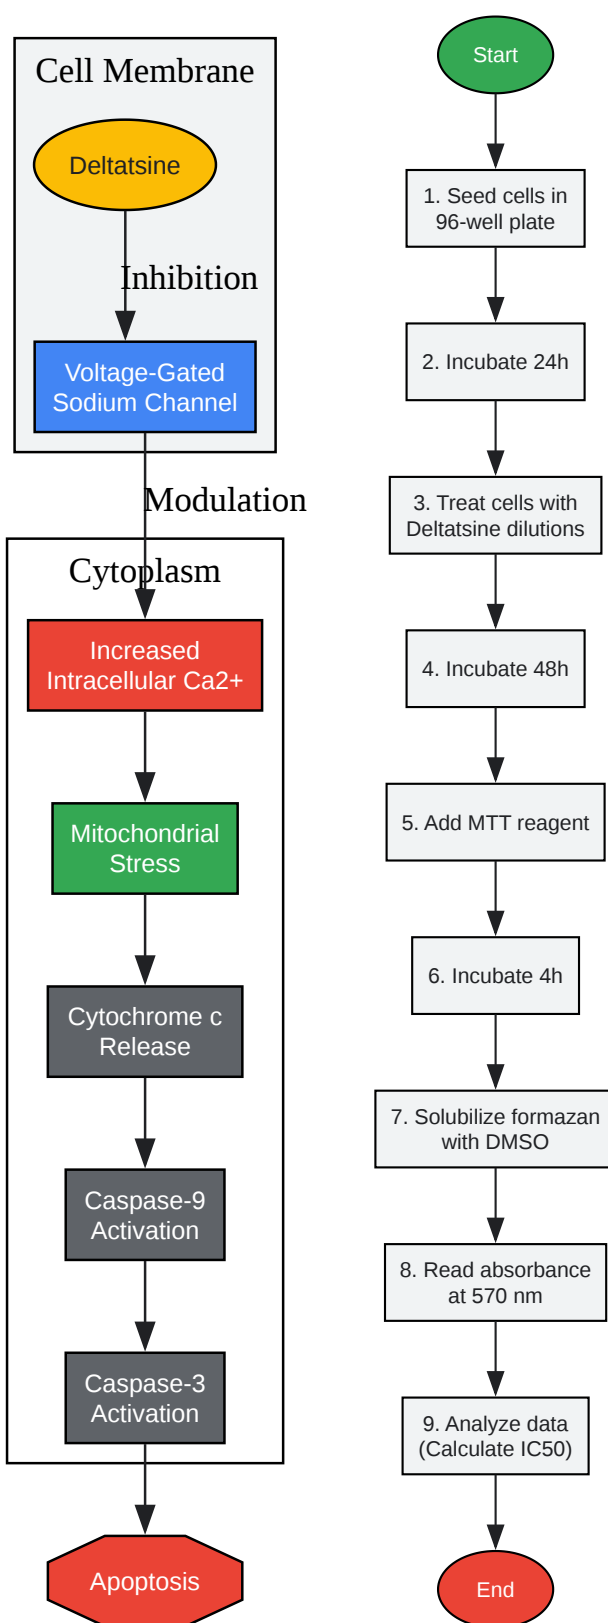 Cell Membrane
Deltatsine
Inhibition
Voltage-Gated
Sodium Channel
Modulation
Cytoplasm
Increased
Intracellular Ca2+
Mitochondrial
Stress
Cytochrome c
Release
Caspase-9
Activation
Caspase-3
Activation
Apoptosis
Start
1. Seed cells in
96-well plate
2. Incubate 24h
3. Treat cells with
Deltatsine dilutions
4. Incubate 48h
5. Add MTT reagent
6. Incubate 4h
7. Solubilize formazan
with DMSO
8. Read absorbance
at 570 nm
9. Analyze data
(Calculate IC50)
End